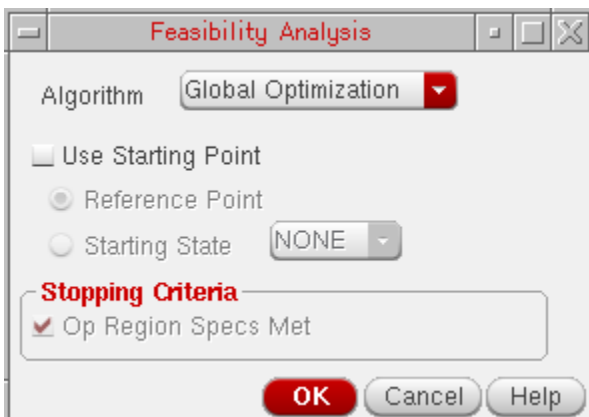 Feasibility Analysis
Algorithm Global Optimization
Use Starting Point
Reference Point
Starting State NONE
Stopping Criteria
Op Region Specs Met
OK Cancel Help